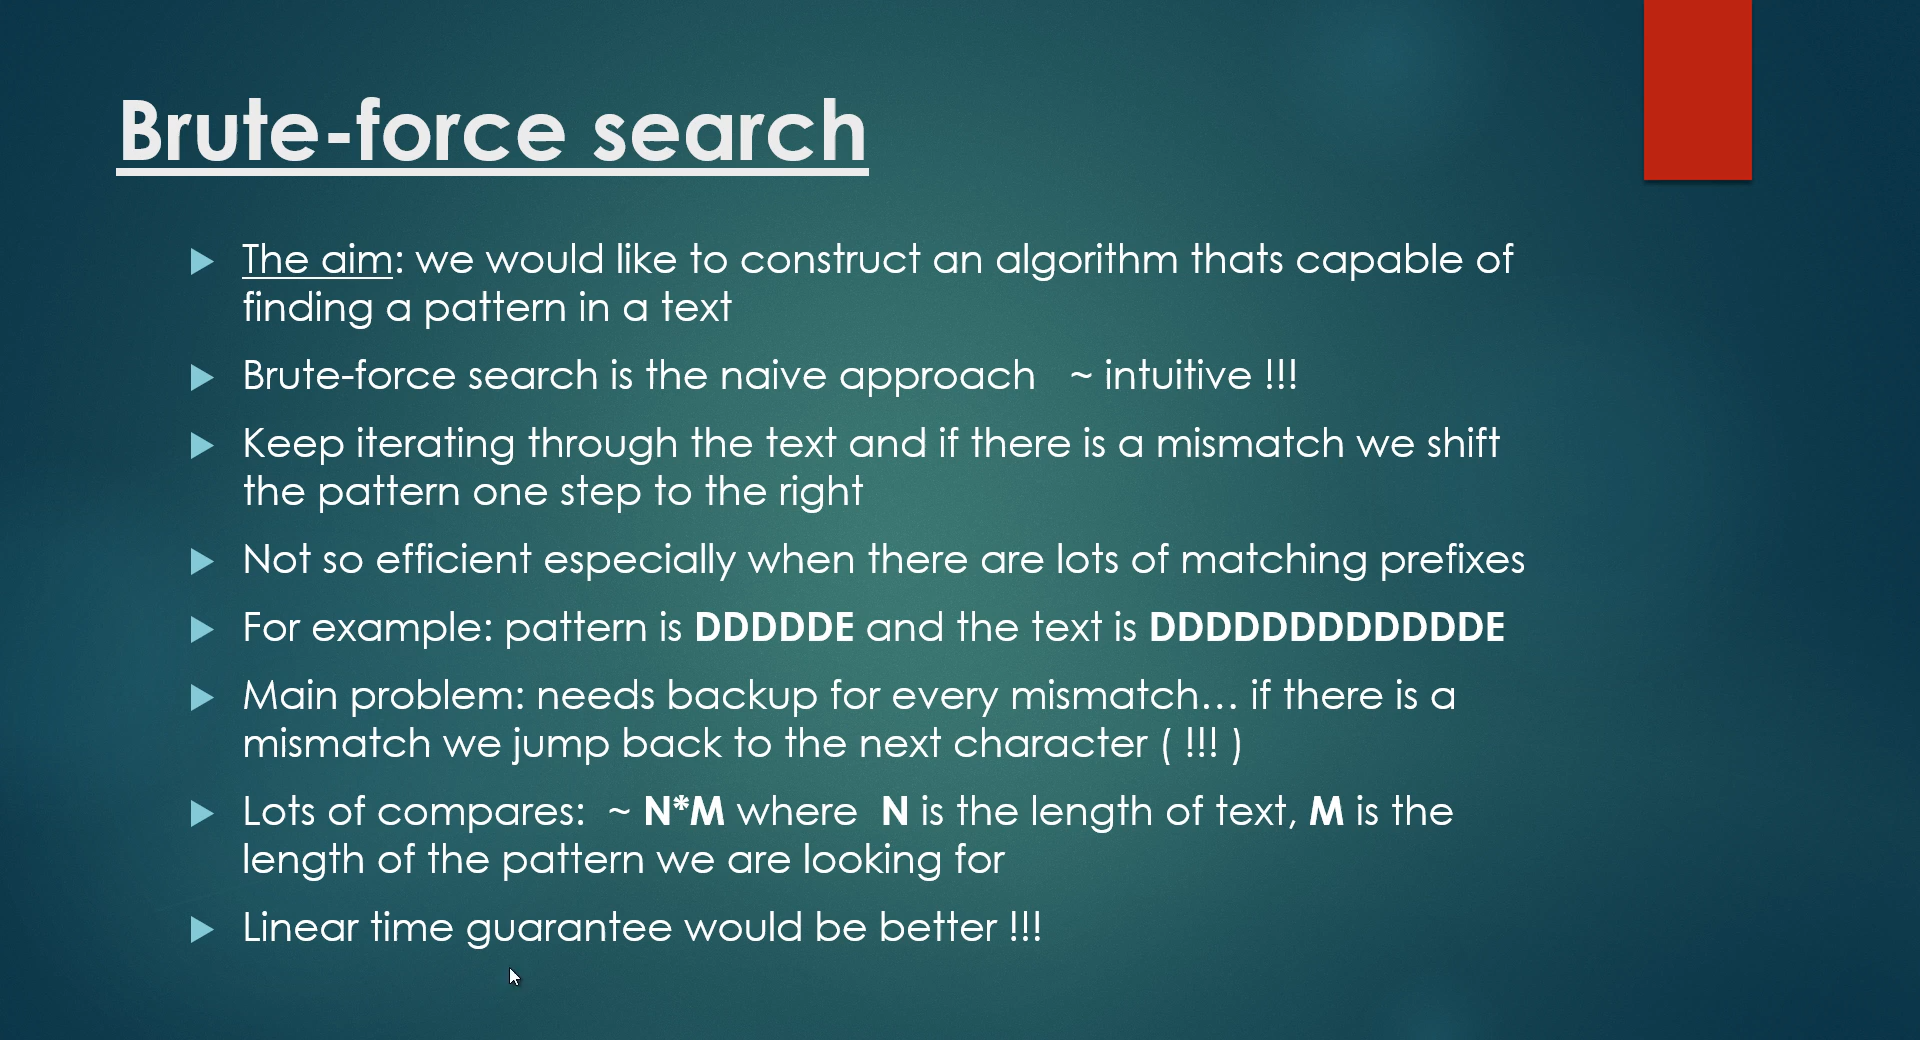 Brute-force search
The aim: we would like to construct an algorithm thats capable of
finding a pattern in a text
Brute-force search is the naive approach ~ intuitive !!!
Keep iterating through the text and if there is a mismatch we shift
the pattern one step to the right
Not so efficient especially when there are lots of matching prefixes
For example: pattern is DDDDDE and the text is DDDDDDDDDDDDE
Main problem: needs backup for every mismatch… if there is a
mismatch we jump back to the next character ( !!! )
Lots of compares: ~ N*M where N is the length of text, M is the
length of the pattern we are looking for
Linear time guarantee would be better !!!